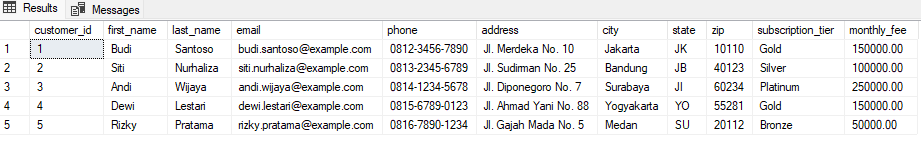 Results Messages
customer_id first_name last_name email phone address city state zip subscription_tier monthly_fee
1 1 Budi Santoso budi.santoso@example.com 0812-3456-7890 Jl. Merdeka No. 10 Jakarta JK 10110 Gold 150000.00
2 2 Siti Nurhaliza siti.nurhaliza@example.com 0813-2345-6789 Jl. Sudirman No. 25 Bandung JB 40123 Silver 100000.00
3 3 Andi Wijaya andi.wijaya@example.com 0814-1234-5678 Jl. Diponegoro No. 7 Surabaya JI 60234 Platinum 250000.00
4 4 Dewi Lestari dewi.lestari@example.com 0815-6789-0123 Jl. Ahmad Yani No. 88 Yogyakarta YO 55281 Gold 150000.00
5 5 Rizky Pratama rizky.pratama@example.com 0816-7890-1234 Jl. Gajah Mada No. 5 Medan SU 20112 Bronze 50000.00